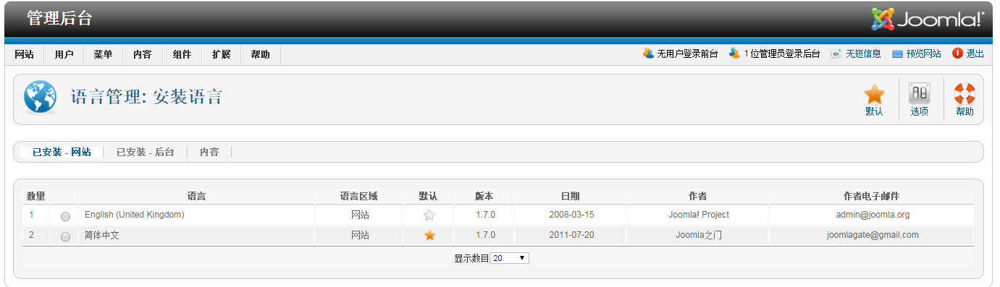 管理后台 Joomla!
网站 用户 菜单 内容 组件 扩展 帮助 无用户登录前台 1 位管理员登录后台 无短信息 预览网站 退出
语言管理: 安装语言 默认 选项 帮助
已安装 - 网站 已安装 - 后台 内容
数里 语言 语言区域 默认 版本 日期 作者 作者电子邮件
1 English (United Kingdom) 网站 1.7.0 2008-03-15 Joomla! Project admin@joomla.org
2 简体中文 网站 1.7.0 2011-07-20 Joomla之门 joomlagate@gmail.com
显示数目 20